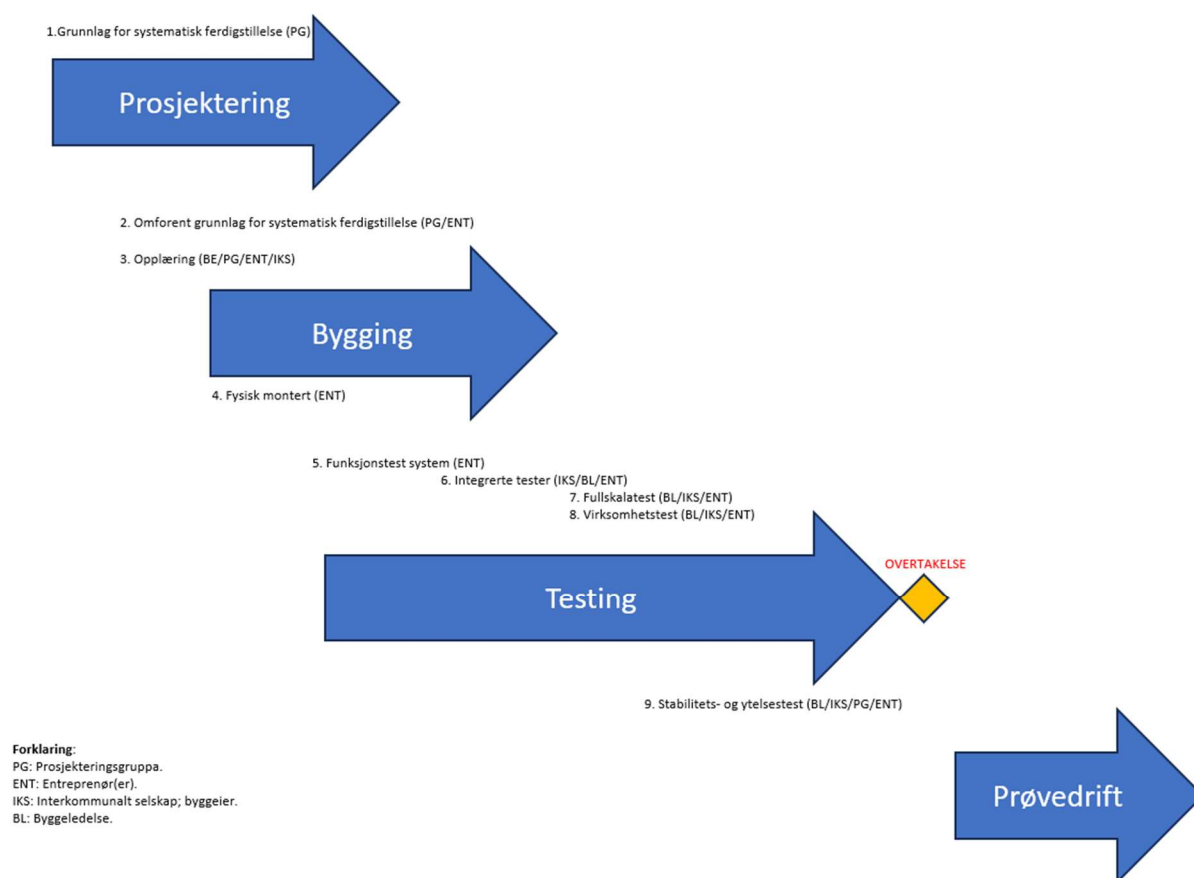 1.Grunnlag for systematisk ferdigstillelse (PG)
Prosjektering
2. Omforent grunnlag for systematisk ferdigstillelse (PG/ENT)
3. Opplæring (BE/PG/ENT/IKS)
Bygging
4. Fysisk montert (ENT)
5. Funksjonstest system (ENT)
6. Integrerte tester (IKS/BL/ENT)
7. Fullskalatest (BL/IKS/ENT)
8. Virksomhetstest (BL/IKS/ENT)
OVERTAKELSE
Testing
9. Stabilitets- og ytelsestest (BL/IKS/PG/ENT)
Forklaring:
PG: Prosjekteringsgruppa.
ENT: Entreprenør(er).
IKS: Interkommunalt selskap; byggeier.
BL: Byggeledelse.
Prøvedrift